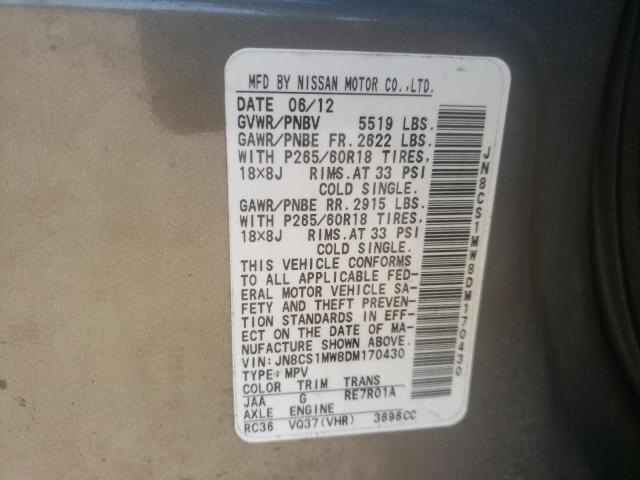 MFD BY NISSAN MOTOR CO.,LTD.
DATE 06/12
GVWR/PNBV 5519 LBS.
GAWR/PNBE FR. 2622 LBS.
WITH P265/60R18 TIRES,
18×8J RIMS.AT 33 PSI
COLD SINGLE.
GAWR/PNBE RR. 2915 LBS.
WITH P265/60R18 TIRES,
18×8J RIMS.AT 33 PSI
COLD SINGLE.
THIS VEHICLE CONFORMS
TO ALL APPLICABLE FED-
ERAL MOTOR VEHICLE SA-
FETY AND THEFT PREVEN-
TION STANDARDS IN EFF-
ECT ON THE DATE OF MA-
NUFACTURE SHOWN ABOVE.
VIN: JN8CS1MW8DM170430
TYPE: MPV
COLOR TRIM TRANS
JAA G RE7R01A
AXLE ENGINE
RC36 VQ37(VHR) 3696CC
JN8CS1MW8DM170430